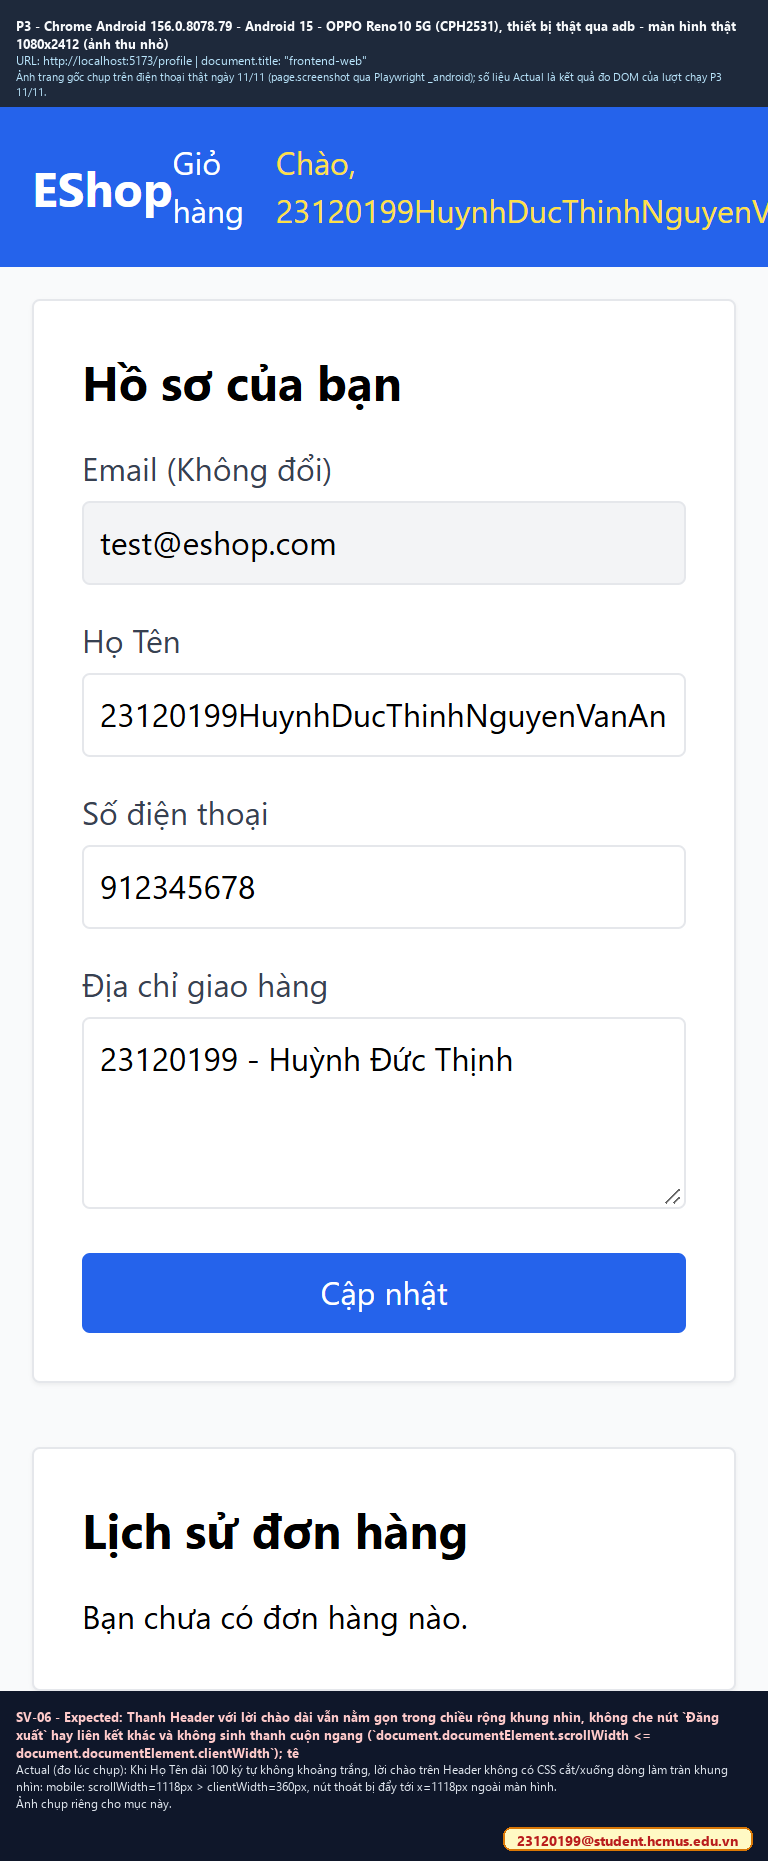 P3 - Chrome Android 156.0.8078.79 - Android 15 - OPPO Reno10 5G (CPH2531), thiết bị thật qua adb - màn hình thật
1080x2412 (ảnh thu nhỏ)
URL: http://localhost:5173/profile | document.title: "frontend-web"
Ảnh trang gốc chụp trên điện thoại thật ngày 11/11 (page.screenshot qua Playwright _android); số liệu Actual là kết quả đo DOM của lượt chạy P3
11/11.
EShop
Giỏ
hàng
Chào,
23120199HuynhDucThinhNguyenV
Hồ sơ của bạn
Email (Không đổi)
test@eshop.com
Họ Tên
23120199HuynhDucThinhNguyenVanAn
Số điện thoại
912345678
Địa chỉ giao hàng
23120199 - Huỳnh Đức Thịnh
Cập nhật
Lịch sử đơn hàng
Bạn chưa có đơn hàng nào.
SV-06 - Expected: Thanh Header với lời chào dài vẫn nằm gọn trong chiều rộng khung nhìn, không che nút `Đăng
xuất` hay liên kết khác và không sinh thanh cuộn ngang (`document.documentElement.scrollWidth <=
document.documentElement.clientWidth`); tê
Actual (đo lúc chụp): Khi Họ Tên dài 100 ký tự không khoảng trắng, lời chào trên Header không có CSS cắt/xuống dòng làm tràn khung
nhìn: mobile: scrollWidth=1118px > clientWidth=360px, nút thoát bị đẩy tới x=1118px ngoài màn hình.
Ảnh chụp riêng cho mục này.
23120199@student.hcmus.edu.vn